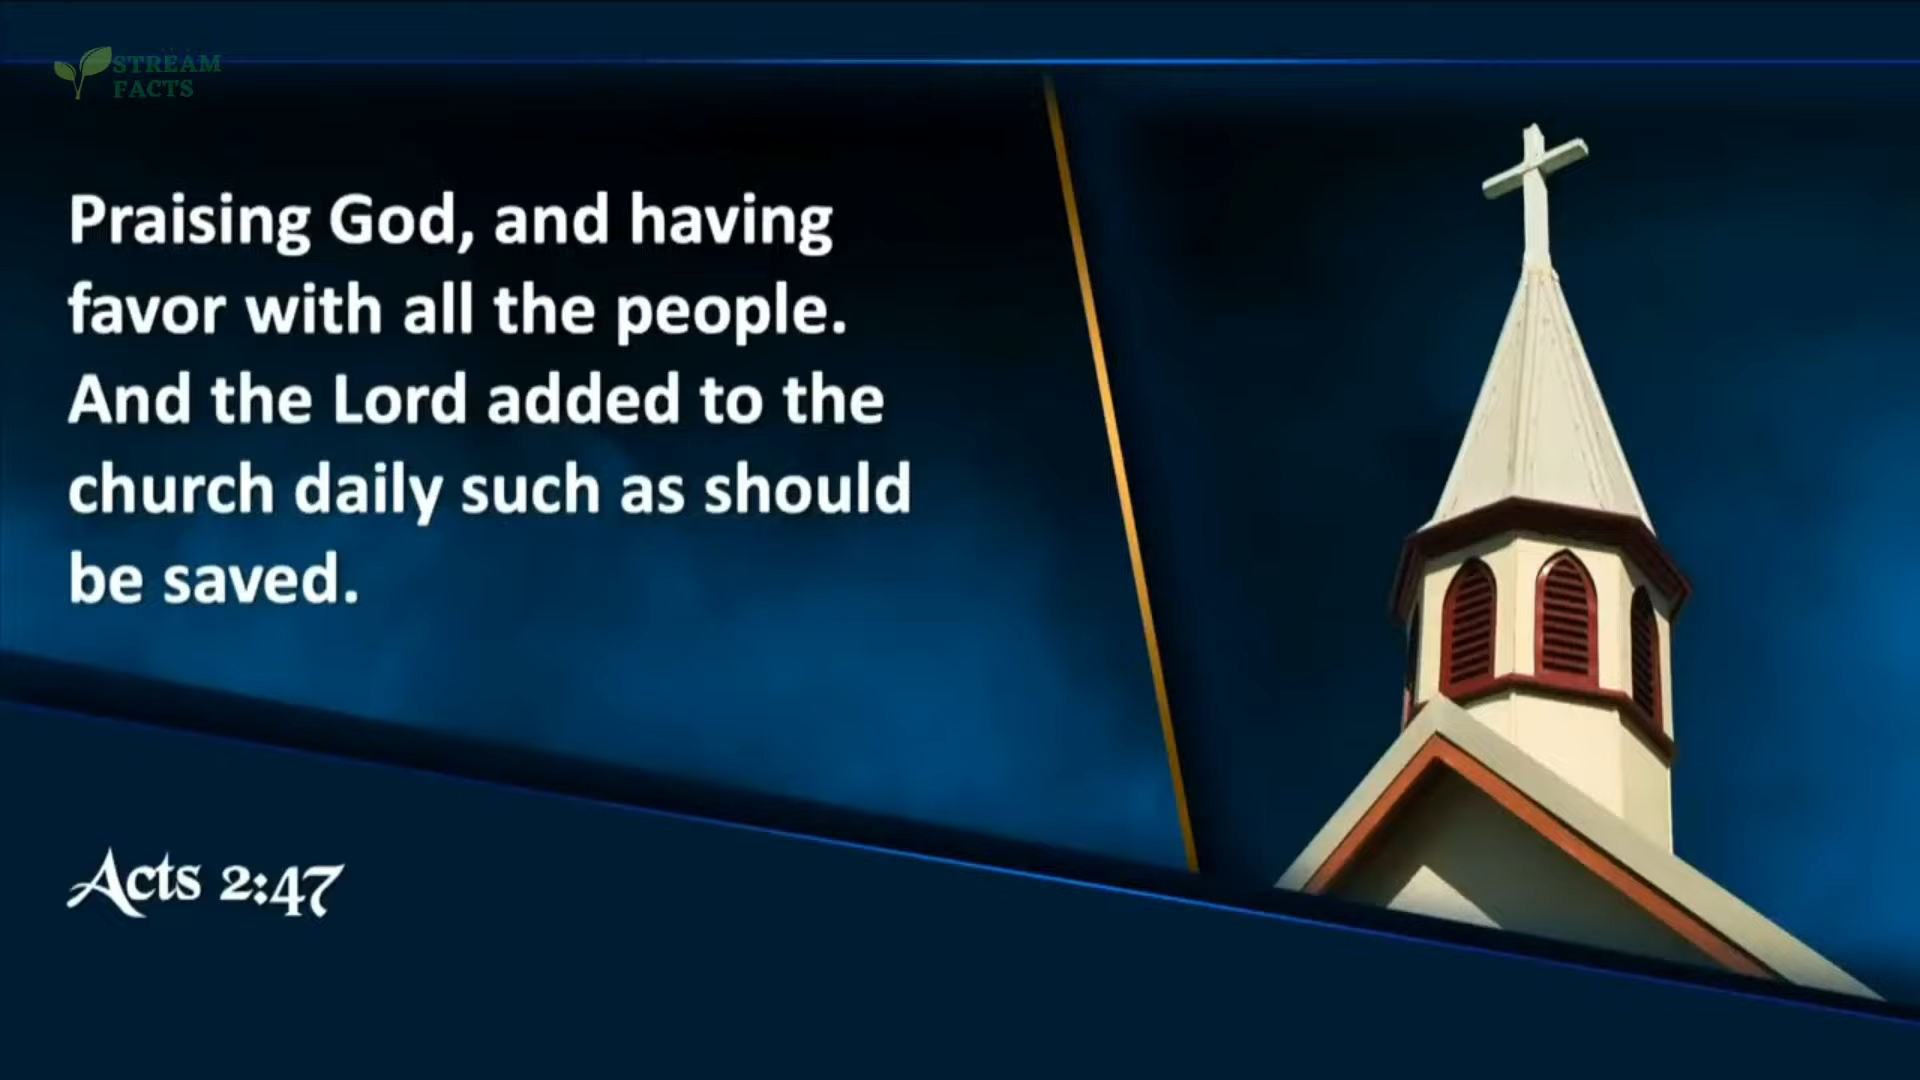 STREAM
FACTS
Praising God, and having
favor with all the people.
And the Lord added to the
church daily such as should
be saved.
Acts 2:47